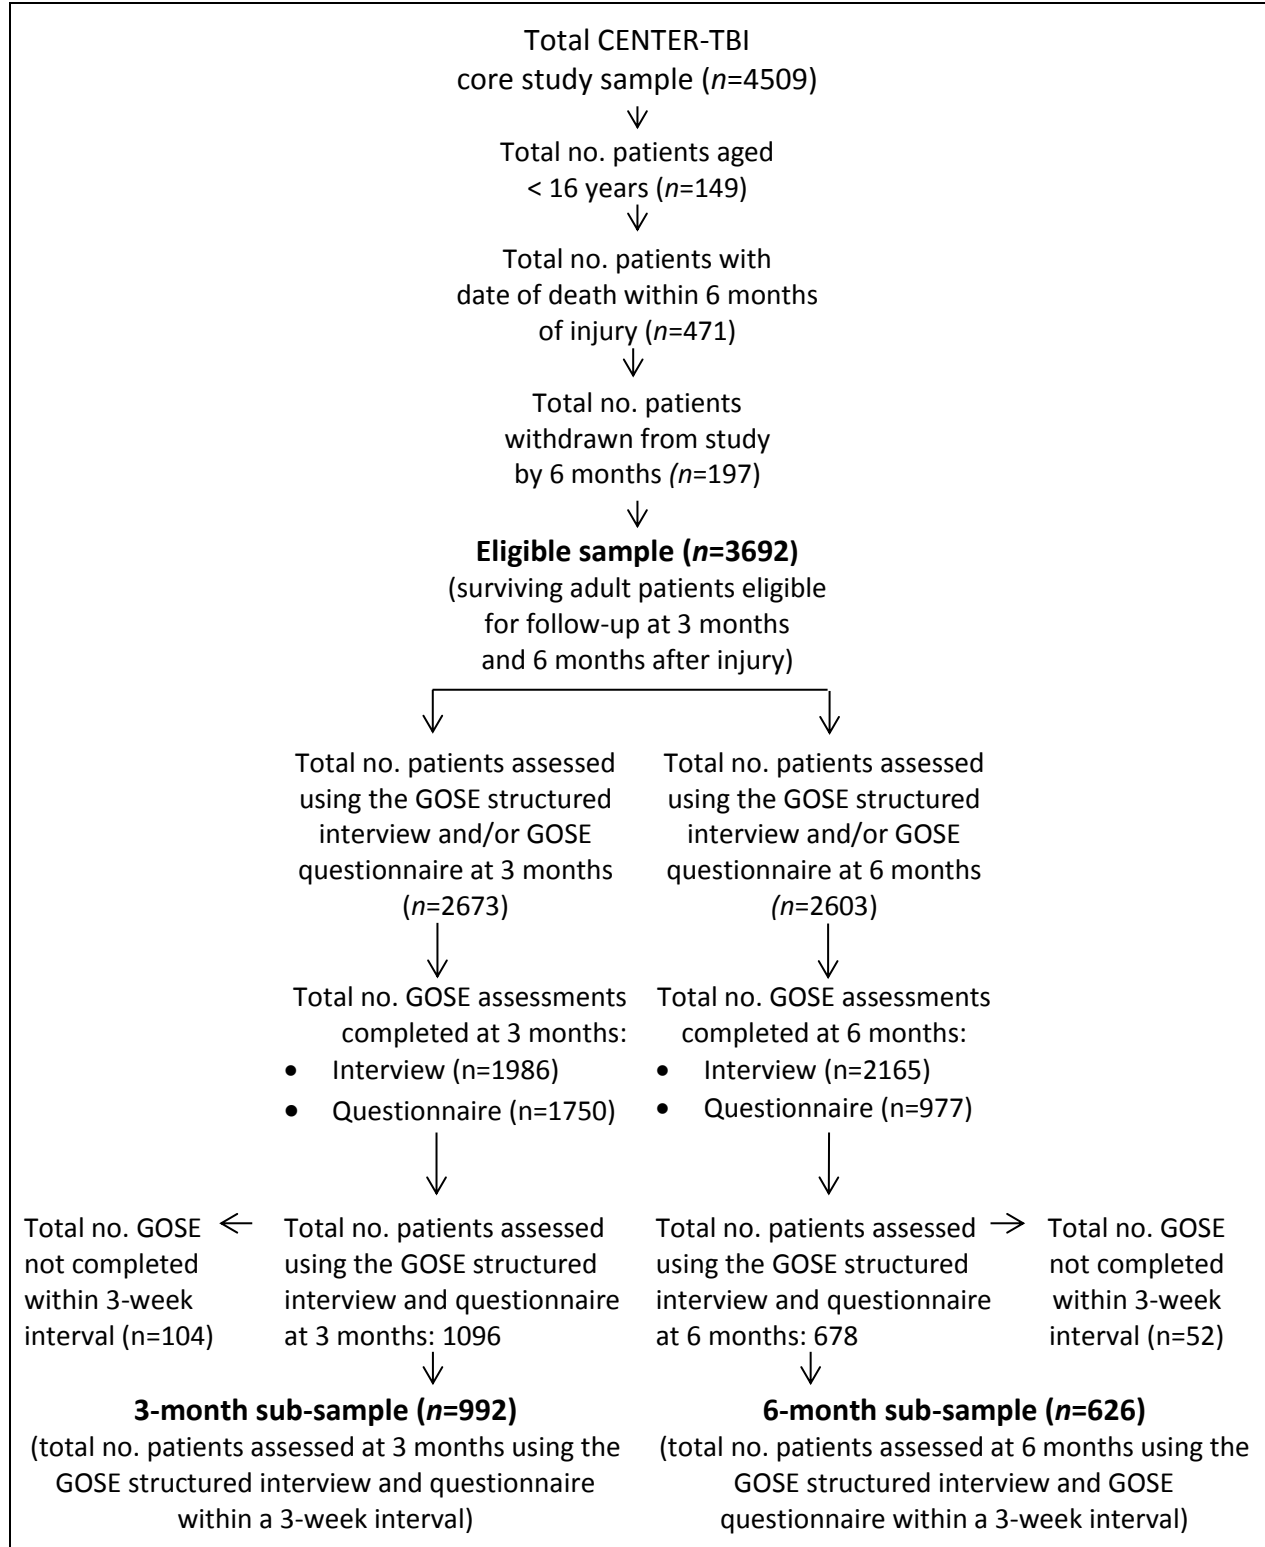 Total CENTER-TBI
core study sample (n=4509)
Total no. patients aged
< 16 years (n=149)
Total no. patients with
date of death within 6 months
of injury (n=471)
Total no. patients
withdrawn from study
by 6 months (n=197)
Eligible sample (n=3692)
(surviving adult patients eligible
for follow-up at 3 months
and 6 months after injury)
Total no. patients assessed
using the GOSE structured
interview and/or GOSE
questionnaire at 3 months
(n=2673)
Total no. patients assessed
using the GOSE structured
interview and/or GOSE
questionnaire at 6 months
(n=2603)
Total no. GOSE assessments
completed at 3 months:
• Interview (n=1986)
• Questionnaire (n=1750)
Total no. GOSE assessments
completed at 6 months:
• Interview (n=2165)
• Questionnaire (n=977)
Total no. GOSE
not completed
within 3-week
interval (n=104)
Total no. patients assessed
using the GOSE structured
interview and questionnaire
at 3 months: 1096
Total no. patients assessed
using the GOSE structured
interview and questionnaire
at 6 months: 678
Total no. GOSE
not completed
within 3-week
interval (n=52)
3-month sub-sample (n=992)
(total no. patients assessed at 3 months using the
GOSE structured interview and questionnaire
within a 3-week interval)
6-month sub-sample (n=626)
(total no. patients assessed at 6 months using the
GOSE structured interview and GOSE
questionnaire within a 3-week interval)